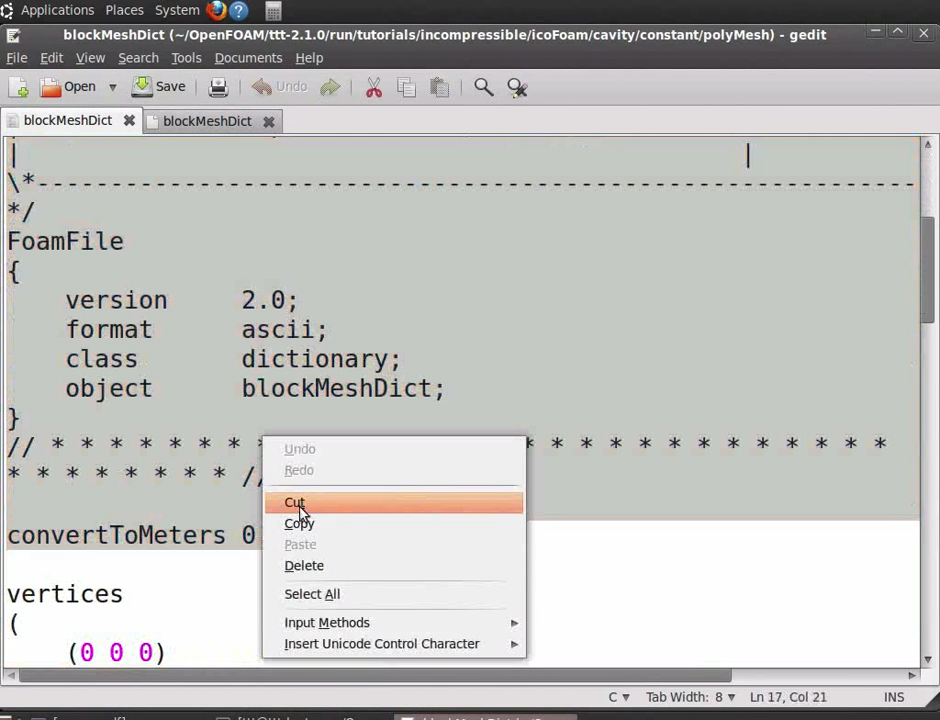 Applications Places System
blockMeshDict (~/OpenFOAM/ttt-2.1.0/run/tutorials/incompressible/icoFoam/cavity/constant/polyMesh) - gedit
File Edit View Search Tools Documents Help
Open Save Undo
blockMeshDict blockMeshDict
| |
\*---------------------------------------------------------------------------
*/
FoamFile
{
version 2.0;
format ascii;
class dictionary;
object blockMeshDict;
}
// * * * * * * * * * * * * * * * * * * * * * *
* * * * * * * * //
convertToMeters 0
vertices
(
(0 0 0)
Undo
Redo
Cut
Copy
Paste
Delete
Select All
Input Methods
Insert Unicode Control Character
C Tab Width: 8 Ln 17, Col 21 INS